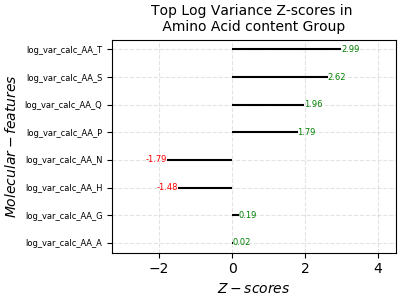 Top Log Variance Z-scores in
Amino Acid content Group
log_var_calc_AA_T
2.99
log_var_calc_AA_S
2.62
log_var_calc_AA_Q
1.96
log_var_calc_AA_P
1.79
log_var_calc_AA_N
-1.79
log_var_calc_AA_H
-1.48
log_var_calc_AA_G
0.19
log_var_calc_AA_A
0.02
Molecular-features
−2 0 2 4
Z-scores